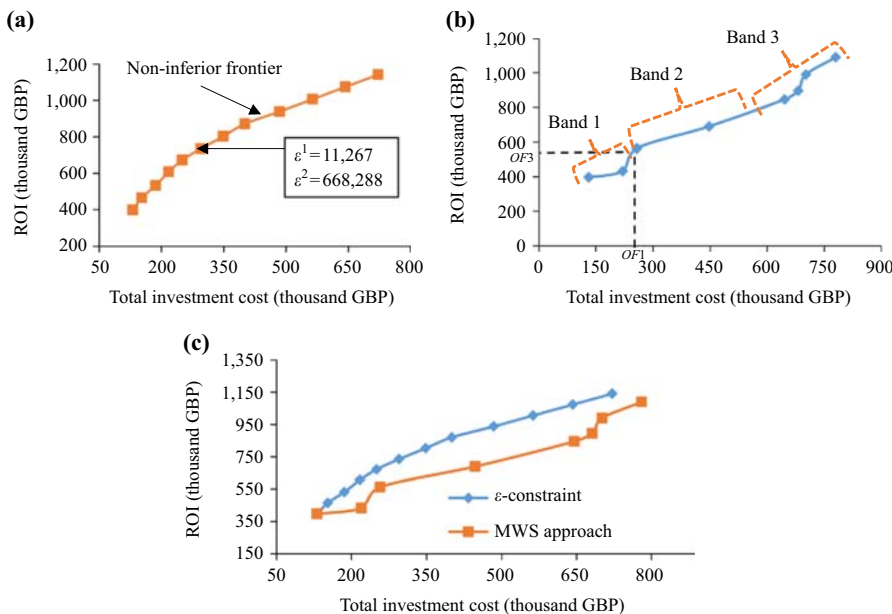 (a)
ROI (thousand GBP)
1,200
1,000
800
600
400
200
Non-inferior frontier
ε¹=11,267
ε²=668,288
50 200 350 500 650 800
Total investment cost (thousand GBP)
(b)
ROI (thousand GBP)
1,200
1,000
800
600
400
200
0
Band 1
Band 2
Band 3
OF3
OF1
0 150 300 450 600 750 900
Total investment cost (thousand GBP)
(c)
ROI (thousand GBP)
1,350
1,150
950
750
550
350
150
ε-constraint
MWS approach
50 200 350 500 650 800
Total investment cost (thousand GBP)